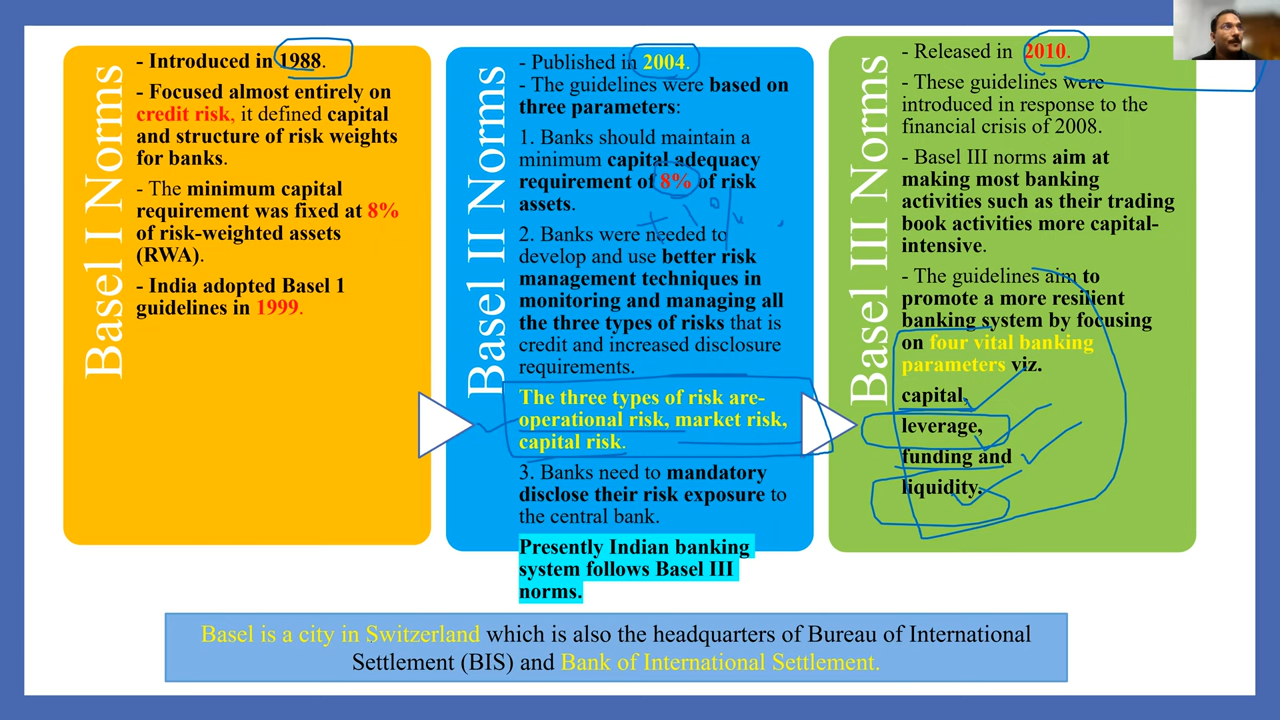 Basel I Norms
- Introduced in 1988.
- Focused almost entirely on
credit risk, it defined capital
and structure of risk weights
for banks.
- The minimum capital
requirement was fixed at 8%
of risk-weighted assets
(RWA).
- India adopted Basel 1
guidelines in 1999.
Basel II Norms
- Published in 2004.
- The guidelines were based on
three parameters:
1. Banks should maintain a
minimum capital adequacy
requirement of 8% of risk
assets.
2. Banks were needed to
develop and use better risk
management techniques in
monitoring and managing all
the three types of risks that is
credit and increased disclosure
requirements.
The three types of risk are-
operational risk, market risk,
capital risk.
3. Banks need to mandatory
disclose their risk exposure to
the central bank.
Presently Indian banking
system follows Basel III
norms.
Basel III Norms
- Released in 2010.
- These guidelines were
introduced in response to the
financial crisis of 2008.
- Basel III norms aim at
making most banking
activities such as their trading
book activities more capital-
intensive.
- The guidelines aim to
promote a more resilient
banking system by focusing
on four vital banking
parameters viz.
capital,
leverage,
funding and
liquidity.
Basel is a city in Switzerland which is also the headquarters of Bureau of International
Settlement (BIS) and Bank of International Settlement.